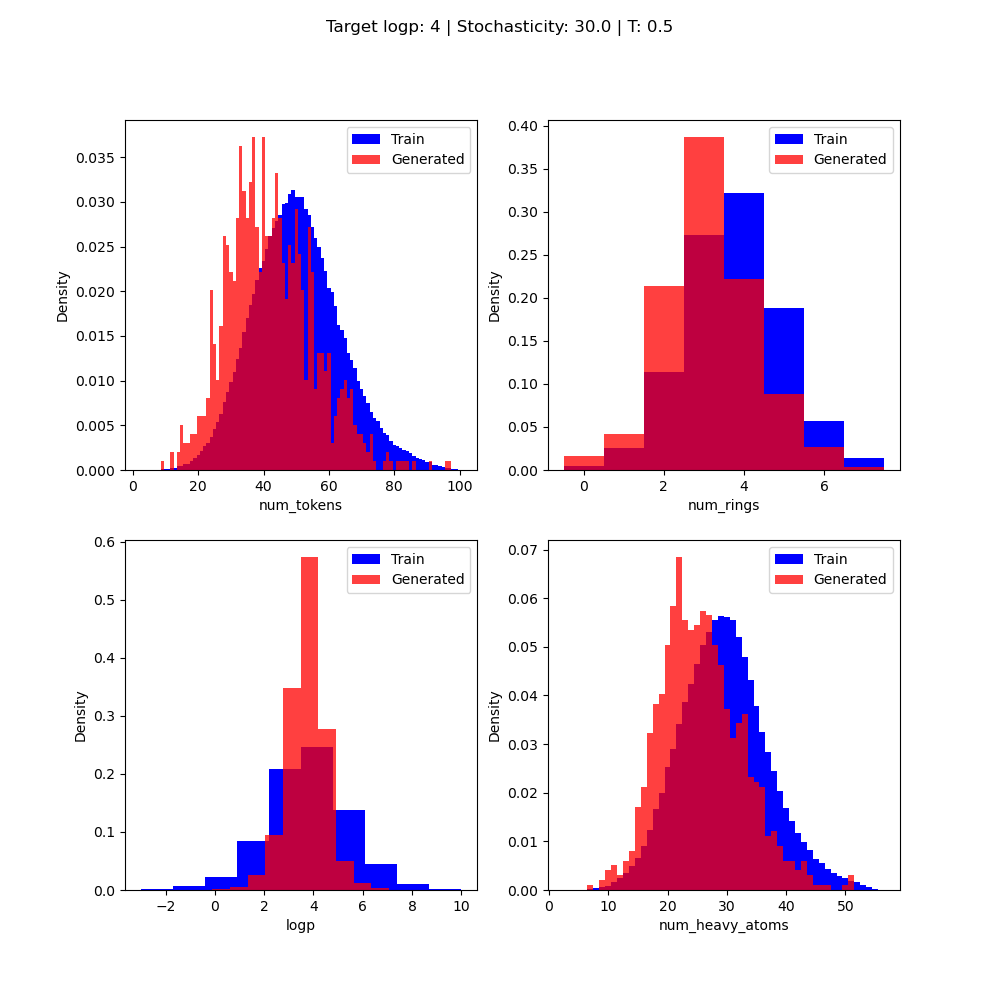 Target logp: 4 | Stochasticity: 30.0 | T: 0.5
Train
Generated
0.035
0.030
0.025
0.020
0.015
0.010
0.005
0.000
Density
0 20 40 60 80 100
num_tokens
Train
Generated
0.40
0.35
0.30
0.25
0.20
0.15
0.10
0.05
0.00
Density
0 2 4 6
num_rings
Train
Generated
0.6
0.5
0.4
0.3
0.2
0.1
0.0
Density
−2 0 2 4 6 8 10
logp
Train
Generated
0.07
0.06
0.05
0.04
0.03
0.02
0.01
0.00
Density
0 10 20 30 40 50
num_heavy_atoms